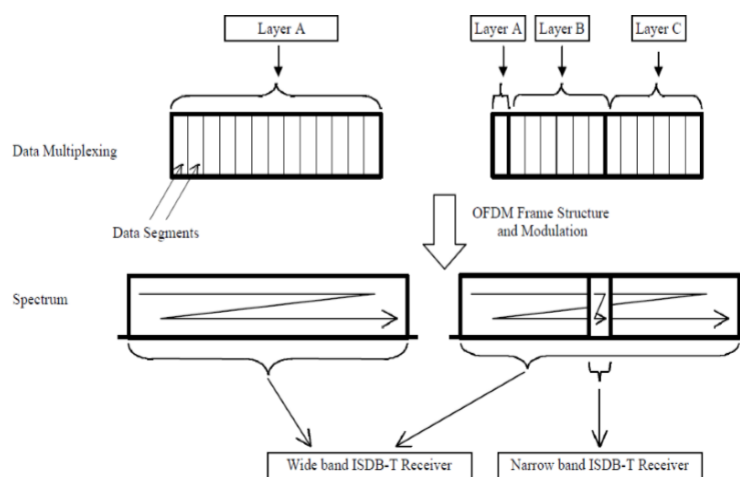 Layer A
Layer A
Layer B
Layer C
Data Multiplexing
Data Segments
OFDM Frame Structure
and Modulation
Spectrum
Wide band ISDB-T Receiver
Narrow band ISDB-T Receiver